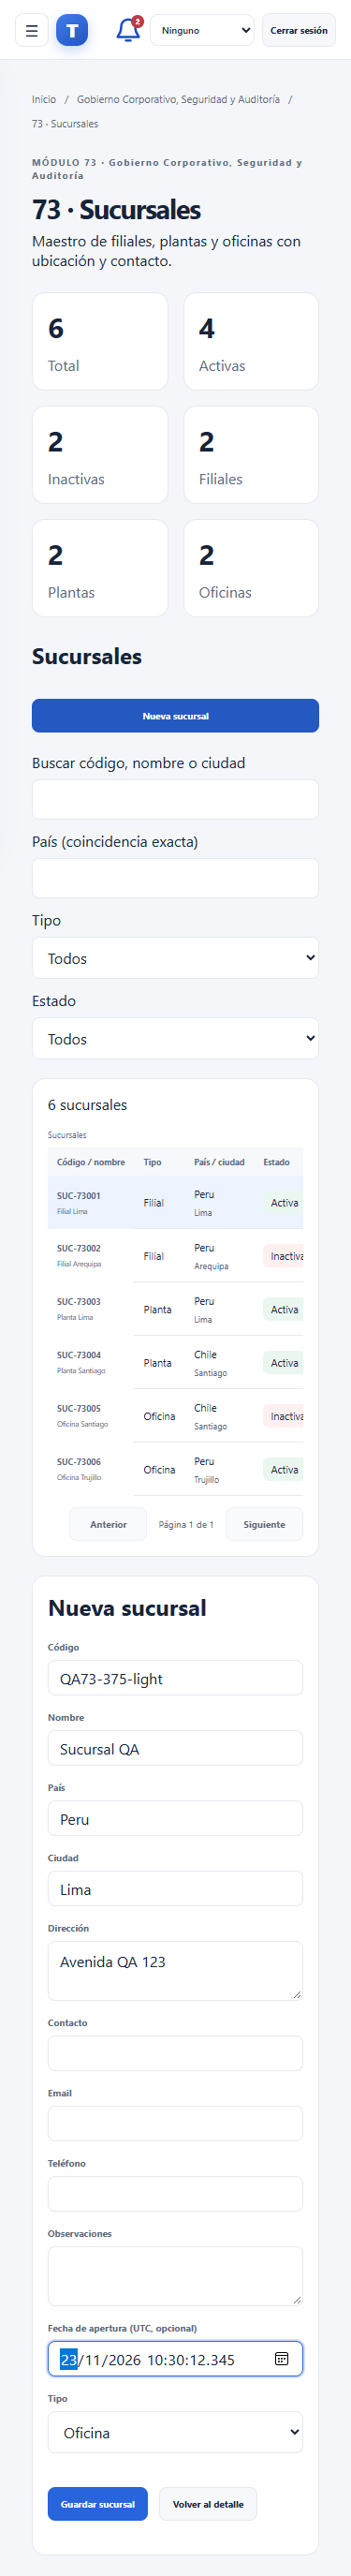 ☰ T 2 Ninguno Cerrar sesión
Inicio / Gobierno Corporativo, Seguridad y Auditoría /
73 · Sucursales
MÓDULO 73 · Gobierno Corporativo, Seguridad y
Auditoría
73 · Sucursales
Maestro de filiales, plantas y oficinas con
ubicación y contacto.
6 4
Total Activas
2 2
Inactivas Filiales
2 2
Plantas Oficinas
Sucursales
Nueva sucursal
Buscar código, nombre o ciudad
País (coincidencia exacta)
Tipo
Todos
Estado
Todos
6 sucursales
Sucursales
Código / nombre Tipo País / ciudad Estado
SUC-73001 Filial Peru Activa
Filial Lima Lima
SUC-73002 Filial Peru Inactiva
Filial Arequipa Arequipa
SUC-73003 Planta Peru Activa
Planta Lima Lima
SUC-73004 Planta Chile Activa
Planta Santiago Santiago
SUC-73005 Oficina Chile Inactiva
Oficina Santiago Santiago
SUC-73006 Oficina Peru Activa
Oficina Trujillo Trujillo
Anterior Página 1 de 1 Siguiente
Nueva sucursal
Código
QA73-375-light
Nombre
Sucursal QA
País
Peru
Ciudad
Lima
Dirección
Avenida QA 123
Contacto
Email
Teléfono
Observaciones
Fecha de apertura (UTC, opcional)
23/11/2026 10:30:12.345
Tipo
Oficina
Guardar sucursal Volver al detalle